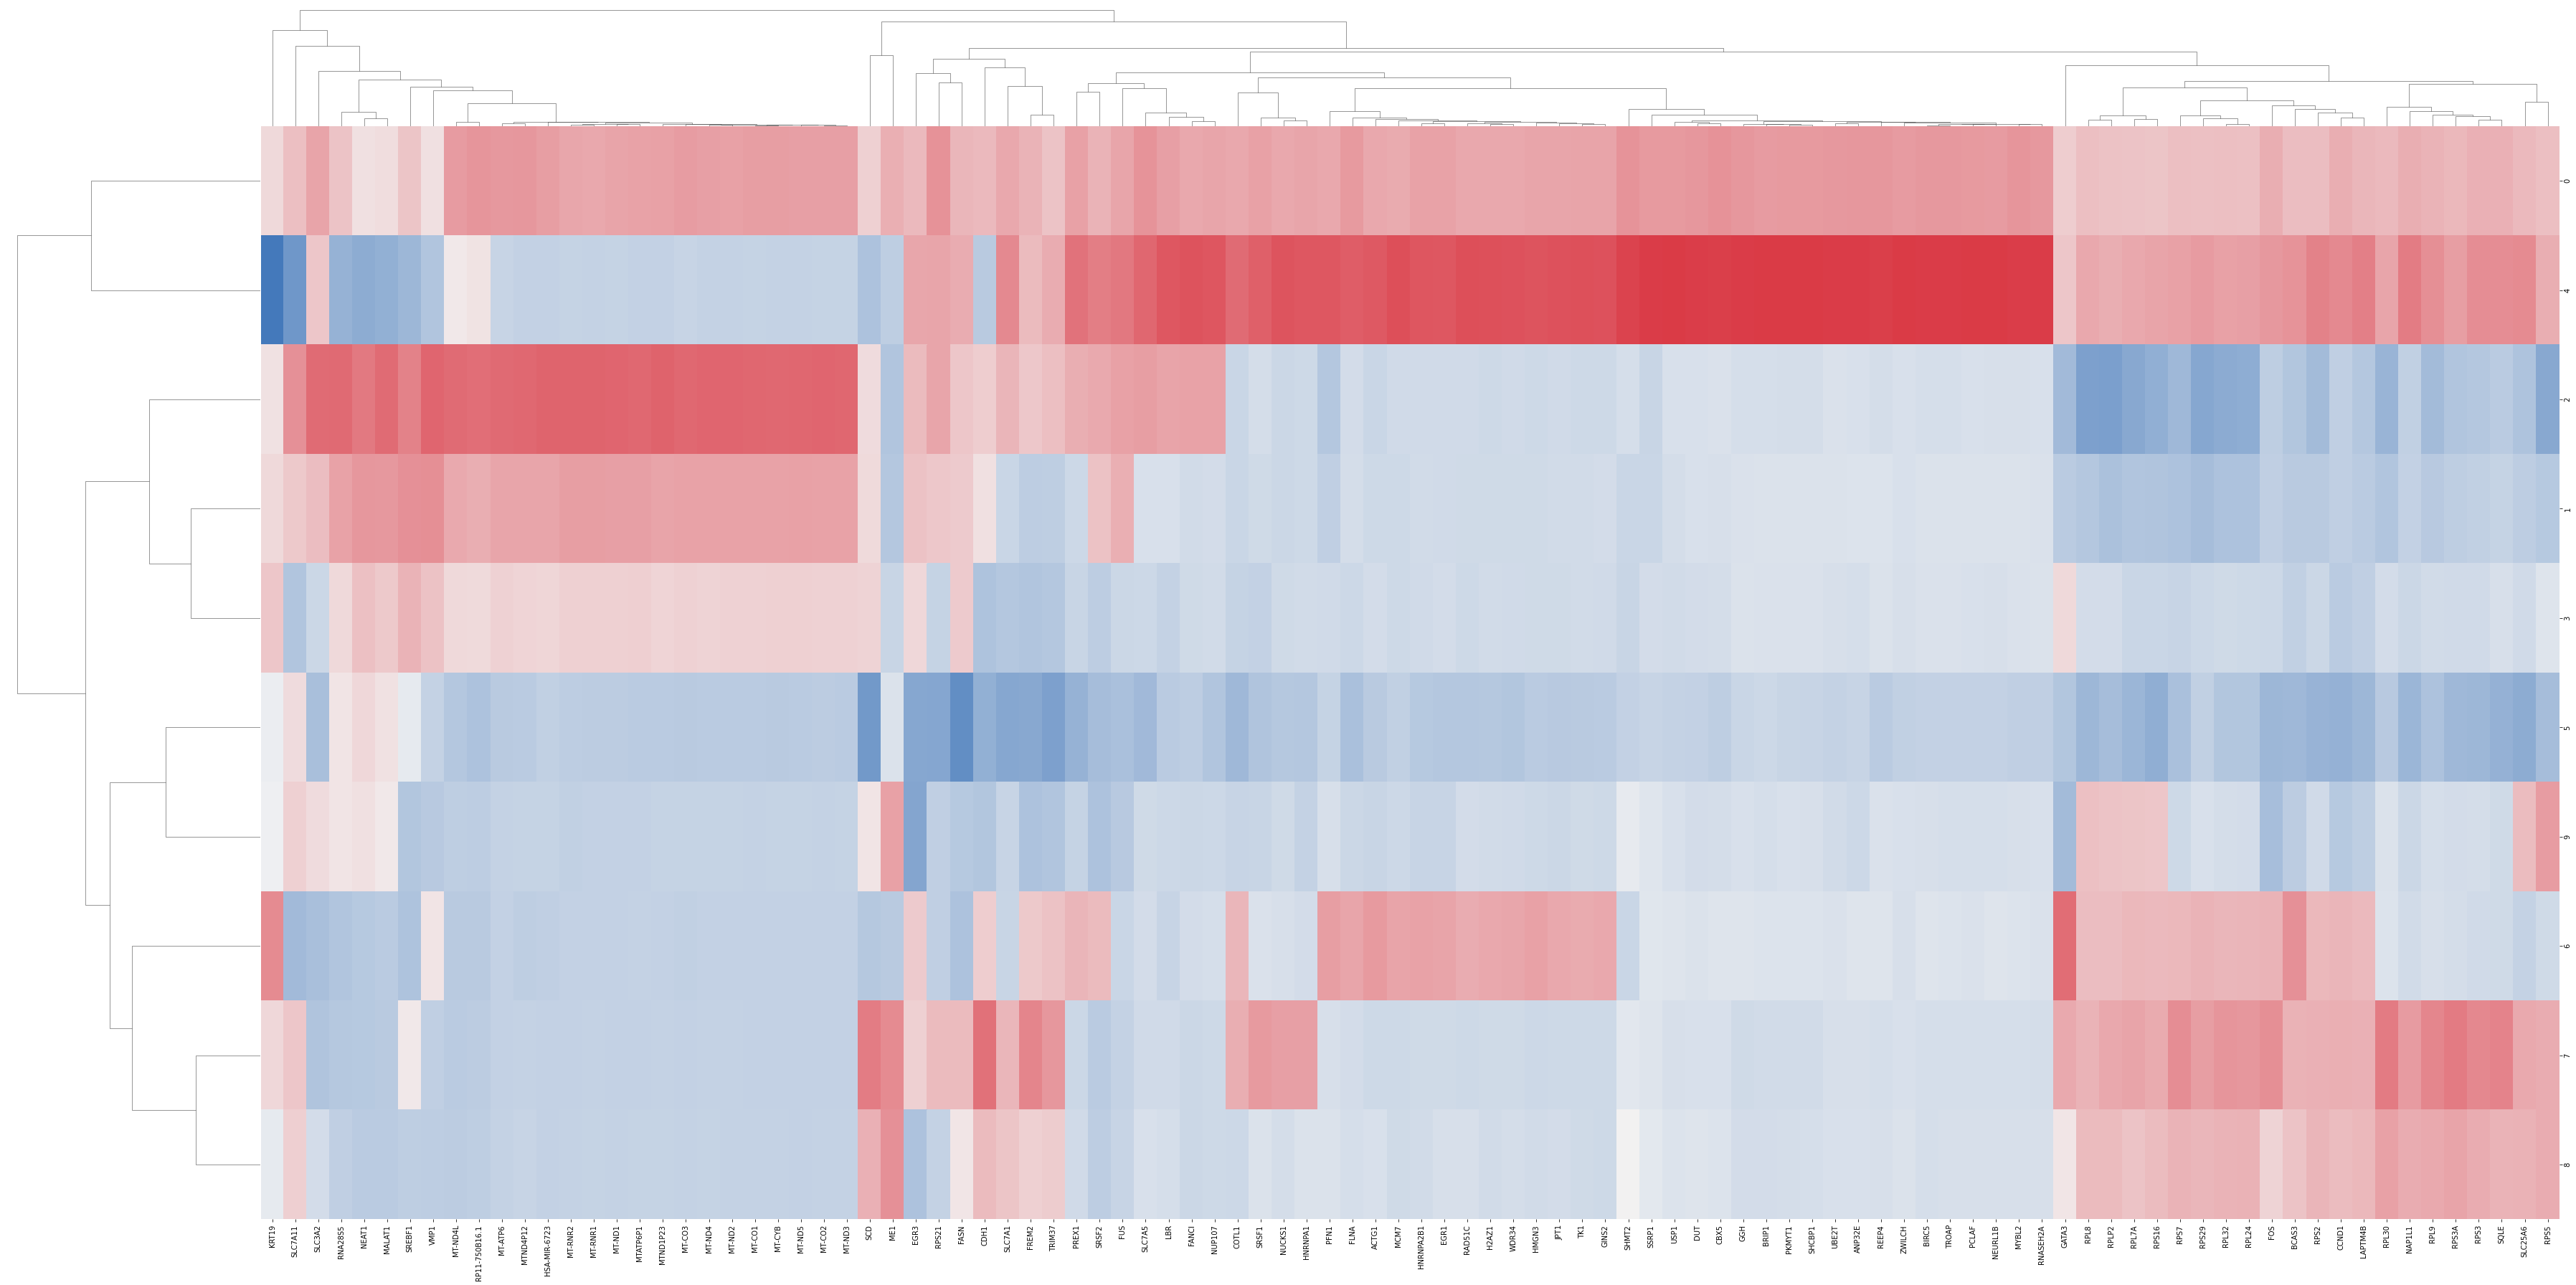 0
4
2
1
3
5
9
6
7
8
KRT19
SLC7A11
SLC3A2
RNA28S5
NEAT1
MALAT1
SREBF1
VMP1
MT-ND4L
RP11-750B16.1
MT-ATP6
MTND4P12
HSA-MIR-6723
MT-RNR2
MT-RNR1
MT-ND1
MTATP6P1
MTND1P23
MT-CO3
MT-ND4
MT-ND2
MT-CO1
MT-CYB
MT-ND5
MT-CO2
MT-ND3
SCD
ME1
EGR3
RPS21
FASN
CDH1
SLC7A1
FREM2
TRIM37
PREX1
SRSF2
FUS
SLC7A5
LBR
FANCI
NUP107
COTL1
SRSF1
NUCKS1
HNRNPA1
PFN1
FLNA
ACTG1
MCM7
HNRNPA2B1
EGR1
RAD51C
H2AZ1
WDR34
HMGN3
JPT1
TK1
GINS2
SHMT2
SSRP1
USP1
DUT
CBX5
GGH
BRIP1
PKMYT1
SHCBP1
UBE2T
ANP32E
REEP4
ZWILCH
BIRC5
TROAP
PCLAF
NEURL1B
MYBL2
RNASEH2A
GATA3
RPL8
RPLP2
RPL7A
RPS16
RPS7
RPS29
RPL32
RPL24
FOS
BCAS3
RPS2
CCND1
LAPTM4B
RPL30
NAP1L1
RPL9
RPS3A
RPS3
SQLE
SLC25A6
RPS5